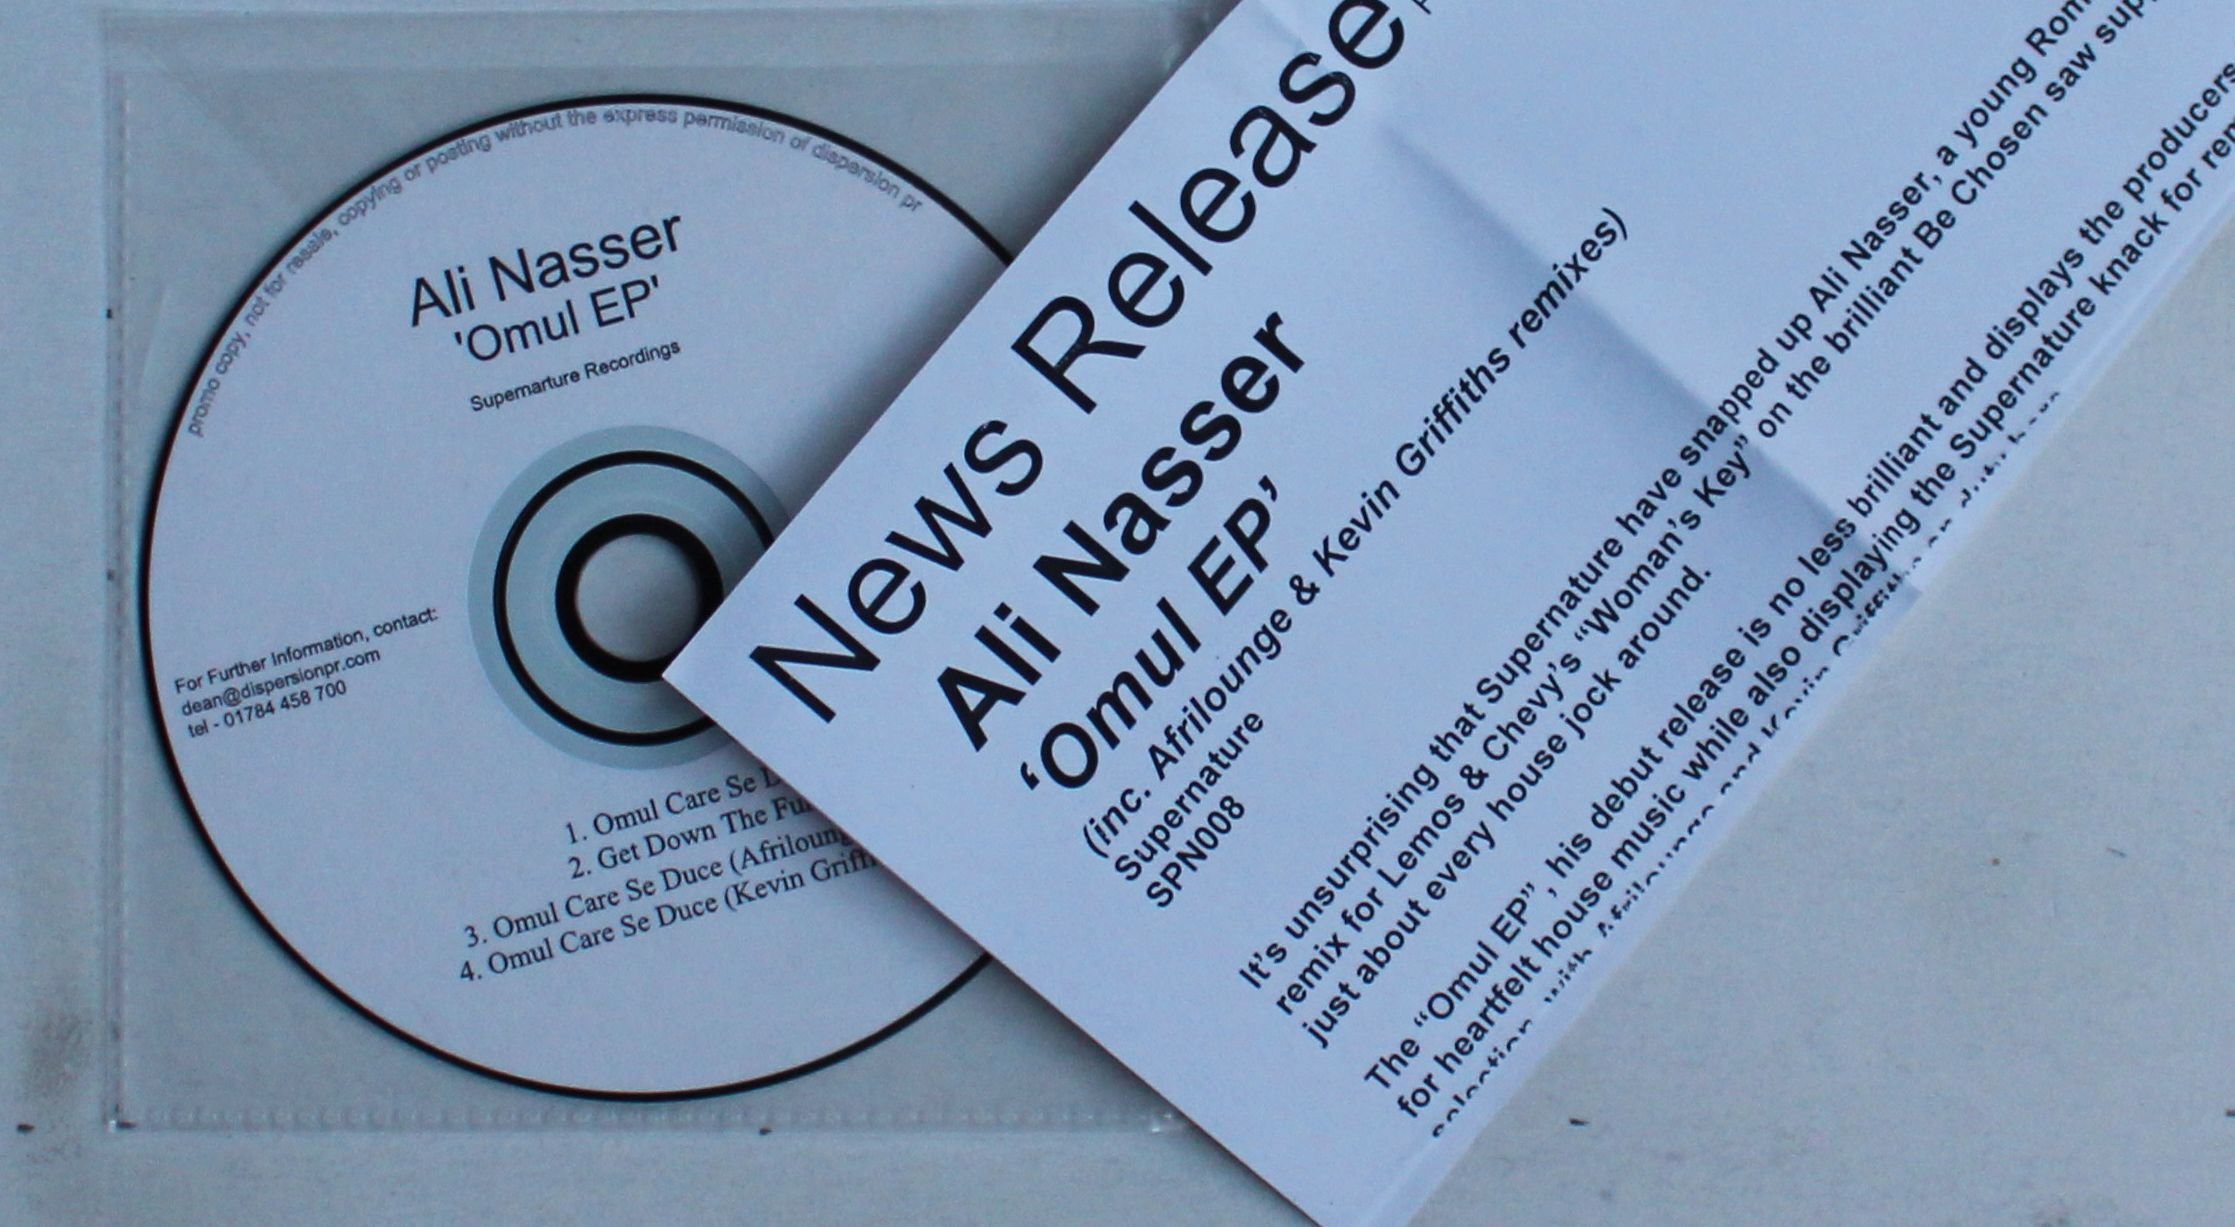 promo copy, not for resale, copying or posting without the express permission of dispersion pr
Ali Nasser
'Omul EP'
Supernarture Recordings
For Further Information, contact:
dean@dispersionpr.com
tel - 01784 458 700
1. Omul Care Se
2. Get Down The
3. Omul Care Se Duce (Afriloung
4. Omul Care Se Duce (Kevin Griff
News Release
Ali Nasser
‘Omul EP’
(inc. Afrilounge & Kevin Griffiths remixes)
Supernature
SPN008
It’s unsurprising that Supernature have snapped up Ali Nasser, a young Rom
remix for Lemos & Chevy’s “Woman’s Key” on the brilliant Be Chosen saw sup
just about every house jock around.
The “Omul EP”, his debut release is no less brilliant and displays the producers
for heartfelt house music while also displaying the Supernature knack for